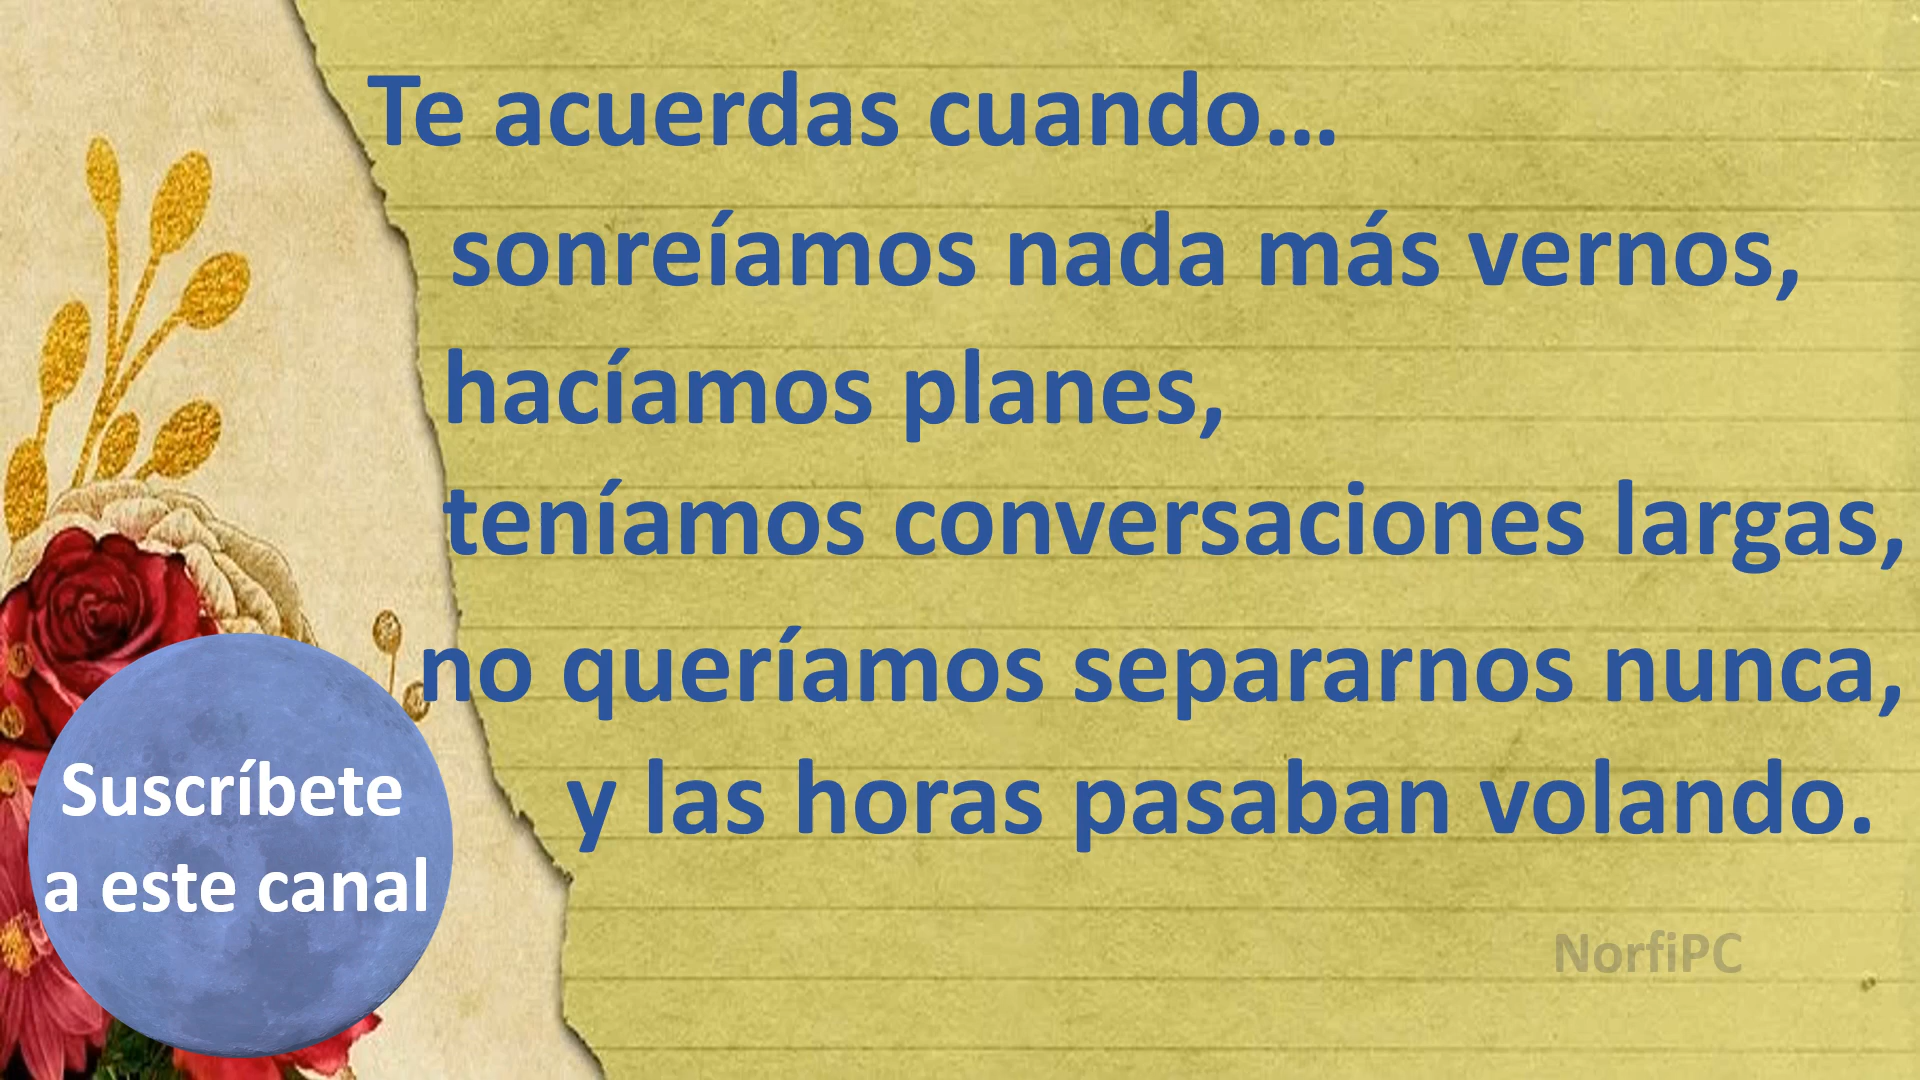 Te acuerdas cuando...
sonreíamos nada más vernos,
hacíamos planes,
teníamos conversaciones largas,
no queríamos separarnos nunca,
y las horas pasaban volando.
Suscríbete
a este canal
NorfiPC